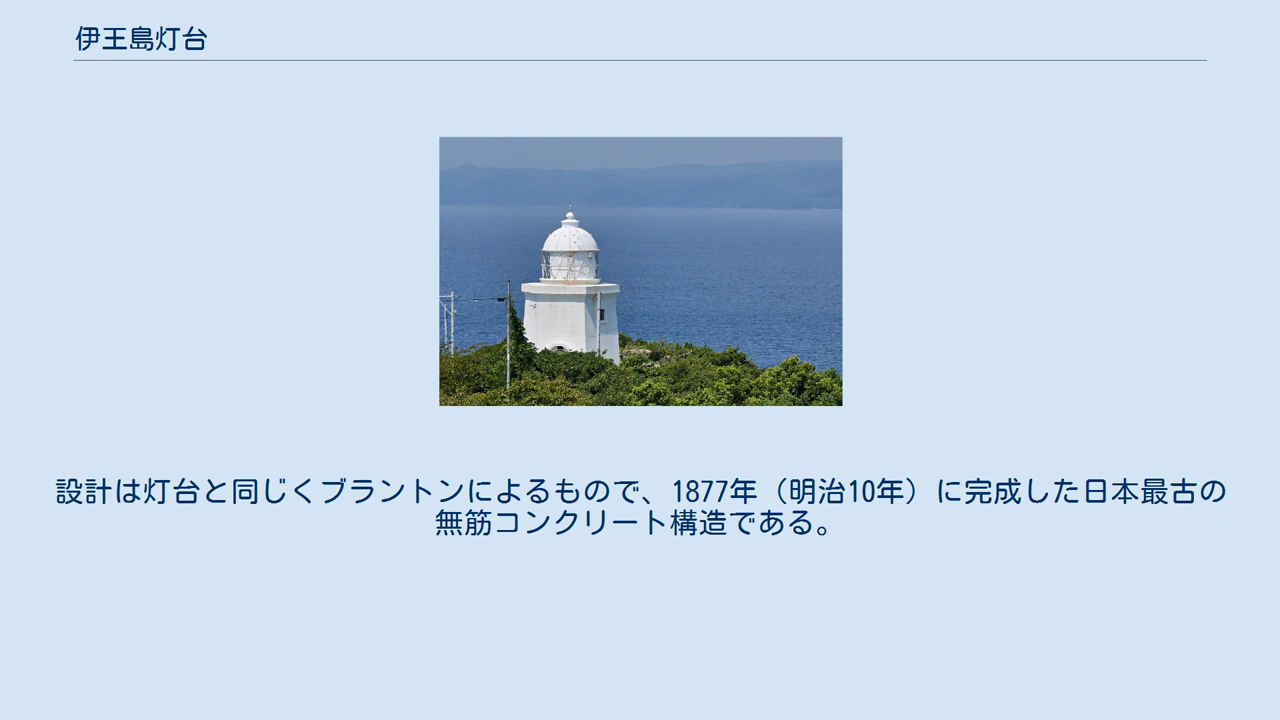 伊王島灯台
設計は灯台と同じくブラントンによるもので、1877年（明治10年）に完成した日本最古の
無筋コンクリート構造である。